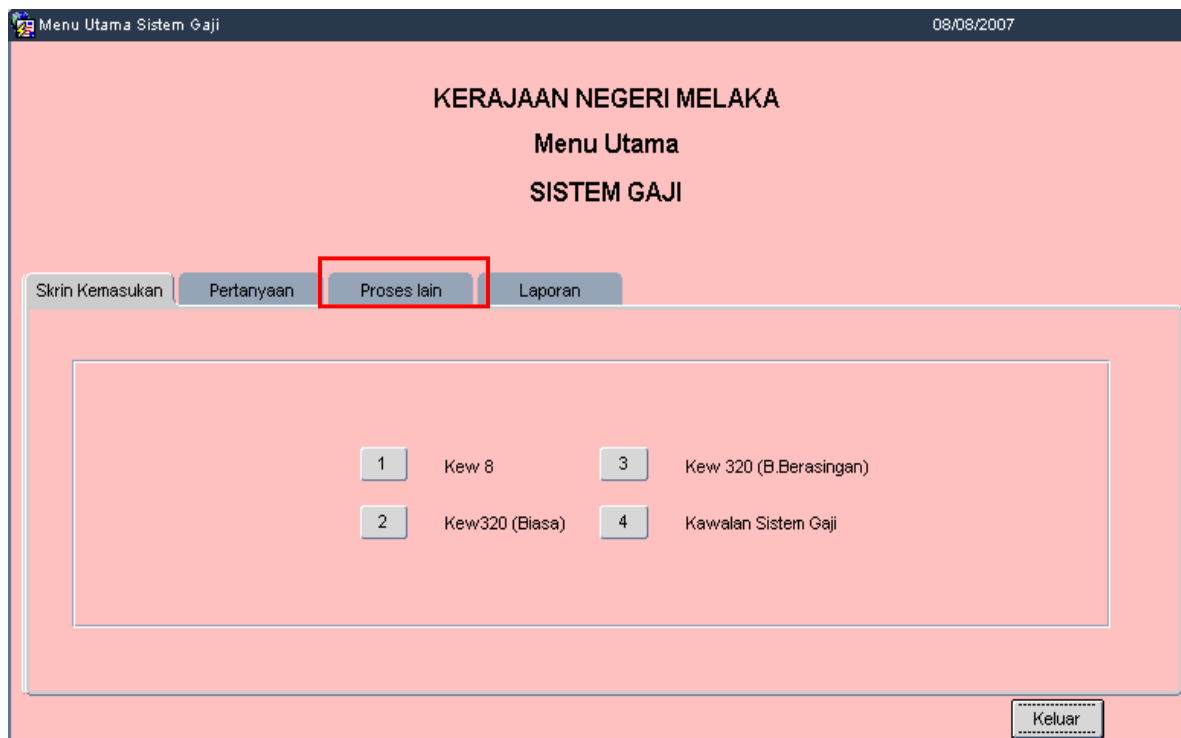 Menu Utama Sistem Gaji 08/08/2007
KERAJAAN NEGERI MELAKA
Menu Utama
SISTEM GAJI
Skrin Kemasukan Pertanyaan Proses lain Laporan
1 Kew 8 3 Kew 320 (B.Berasingan)
2 Kew320 (Biasa) 4 Kawalan Sistem Gaji
Keluar